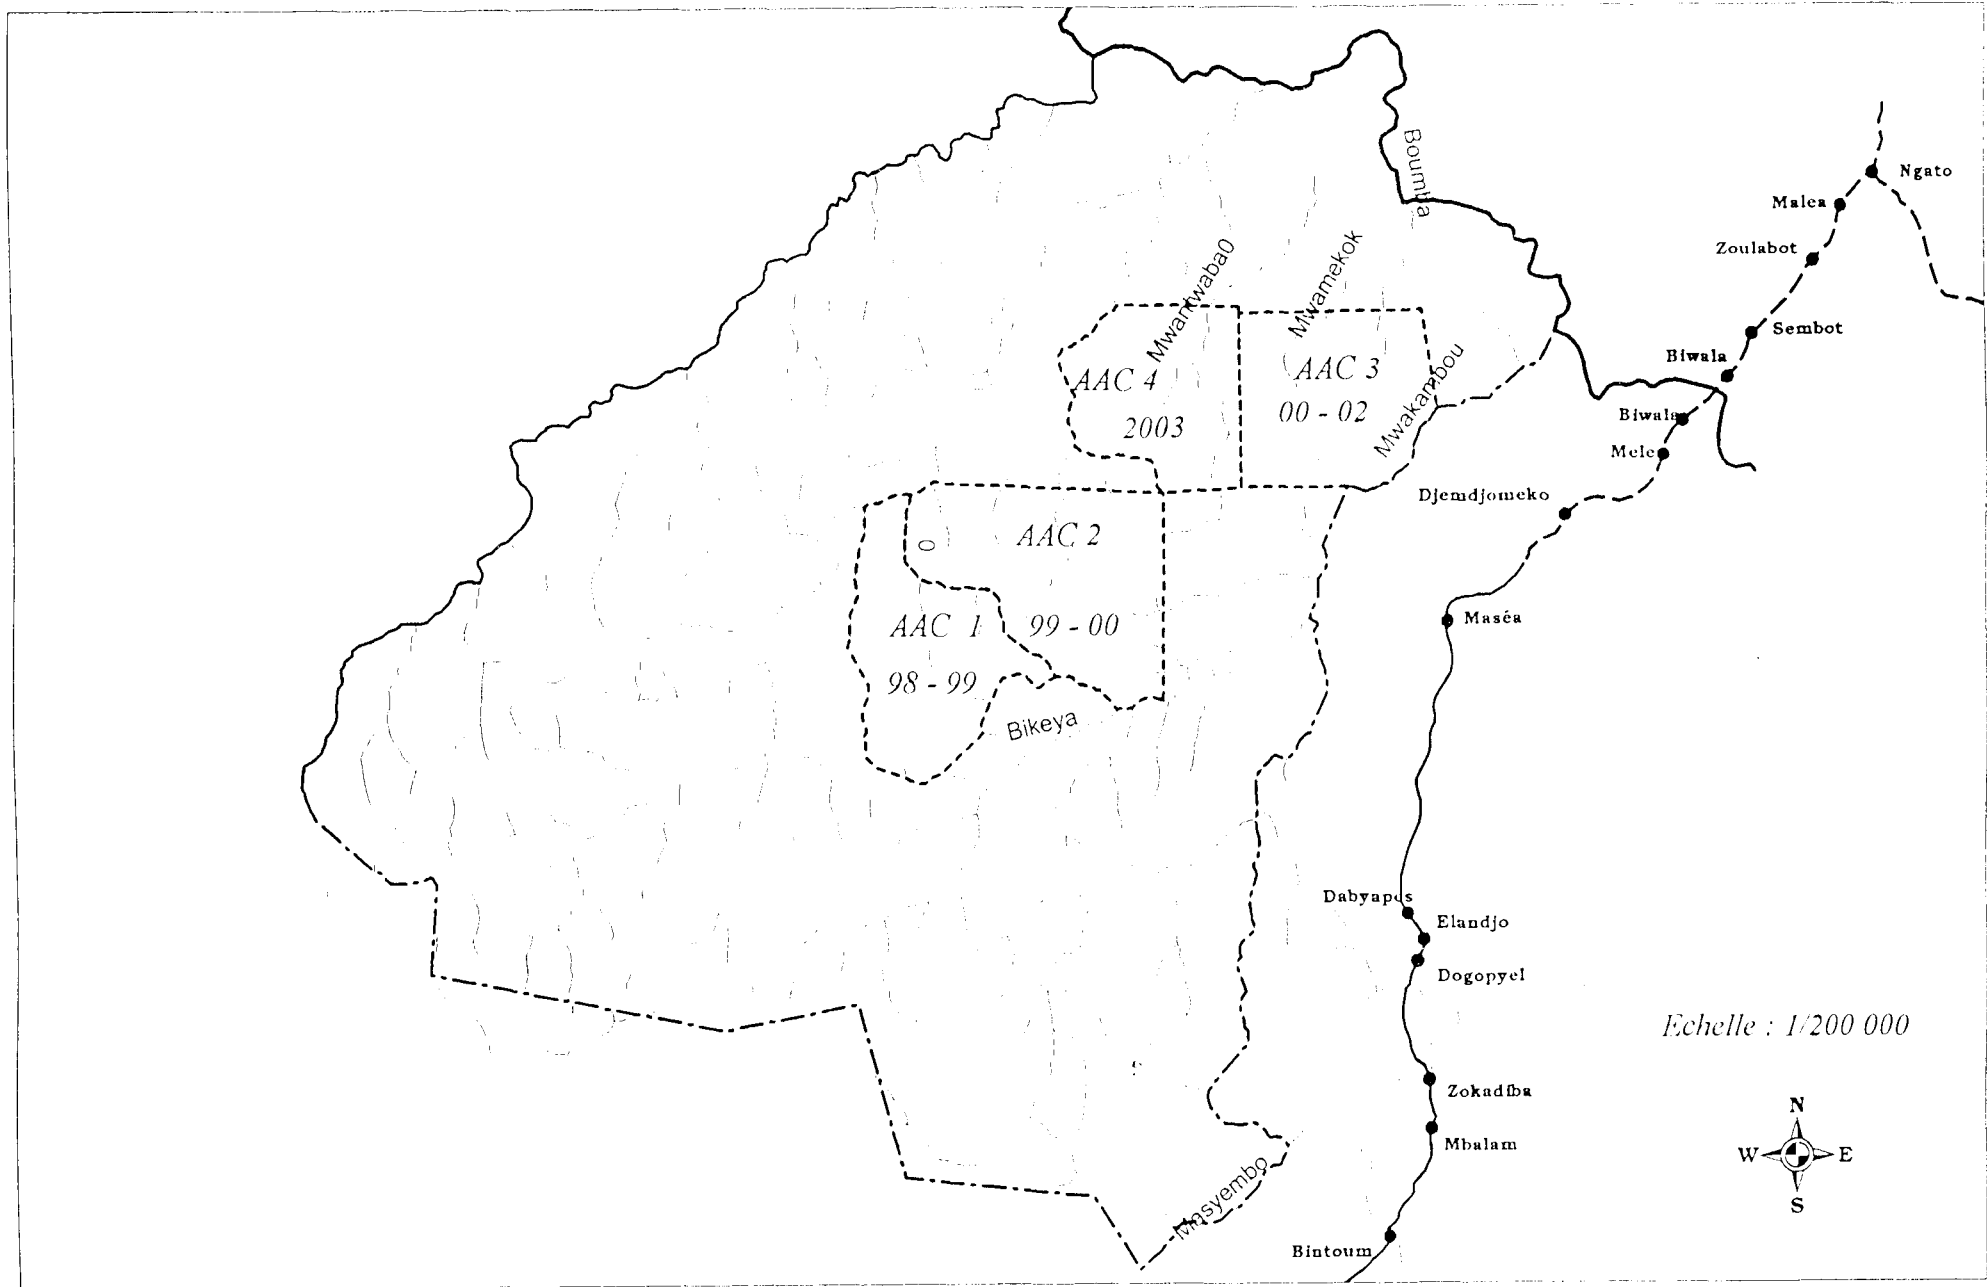 Boumba
Ngato
Malea
Zoulabot
Mwamekok
Sembot
Biwala
AAC 4
2003
AAC 3
00 - 02
Mwakambou
Biwala
Mele
Djemdjomeko
0
AAC 2
99 - 00
AAC 1
98 - 99
Maséa
Bikeya
Dabyapos
Elandjo
Dogopyel
Echelle : 1/200 000
Zokadiba
Mbalam
N
W E
S
Masyembo
Bintoum